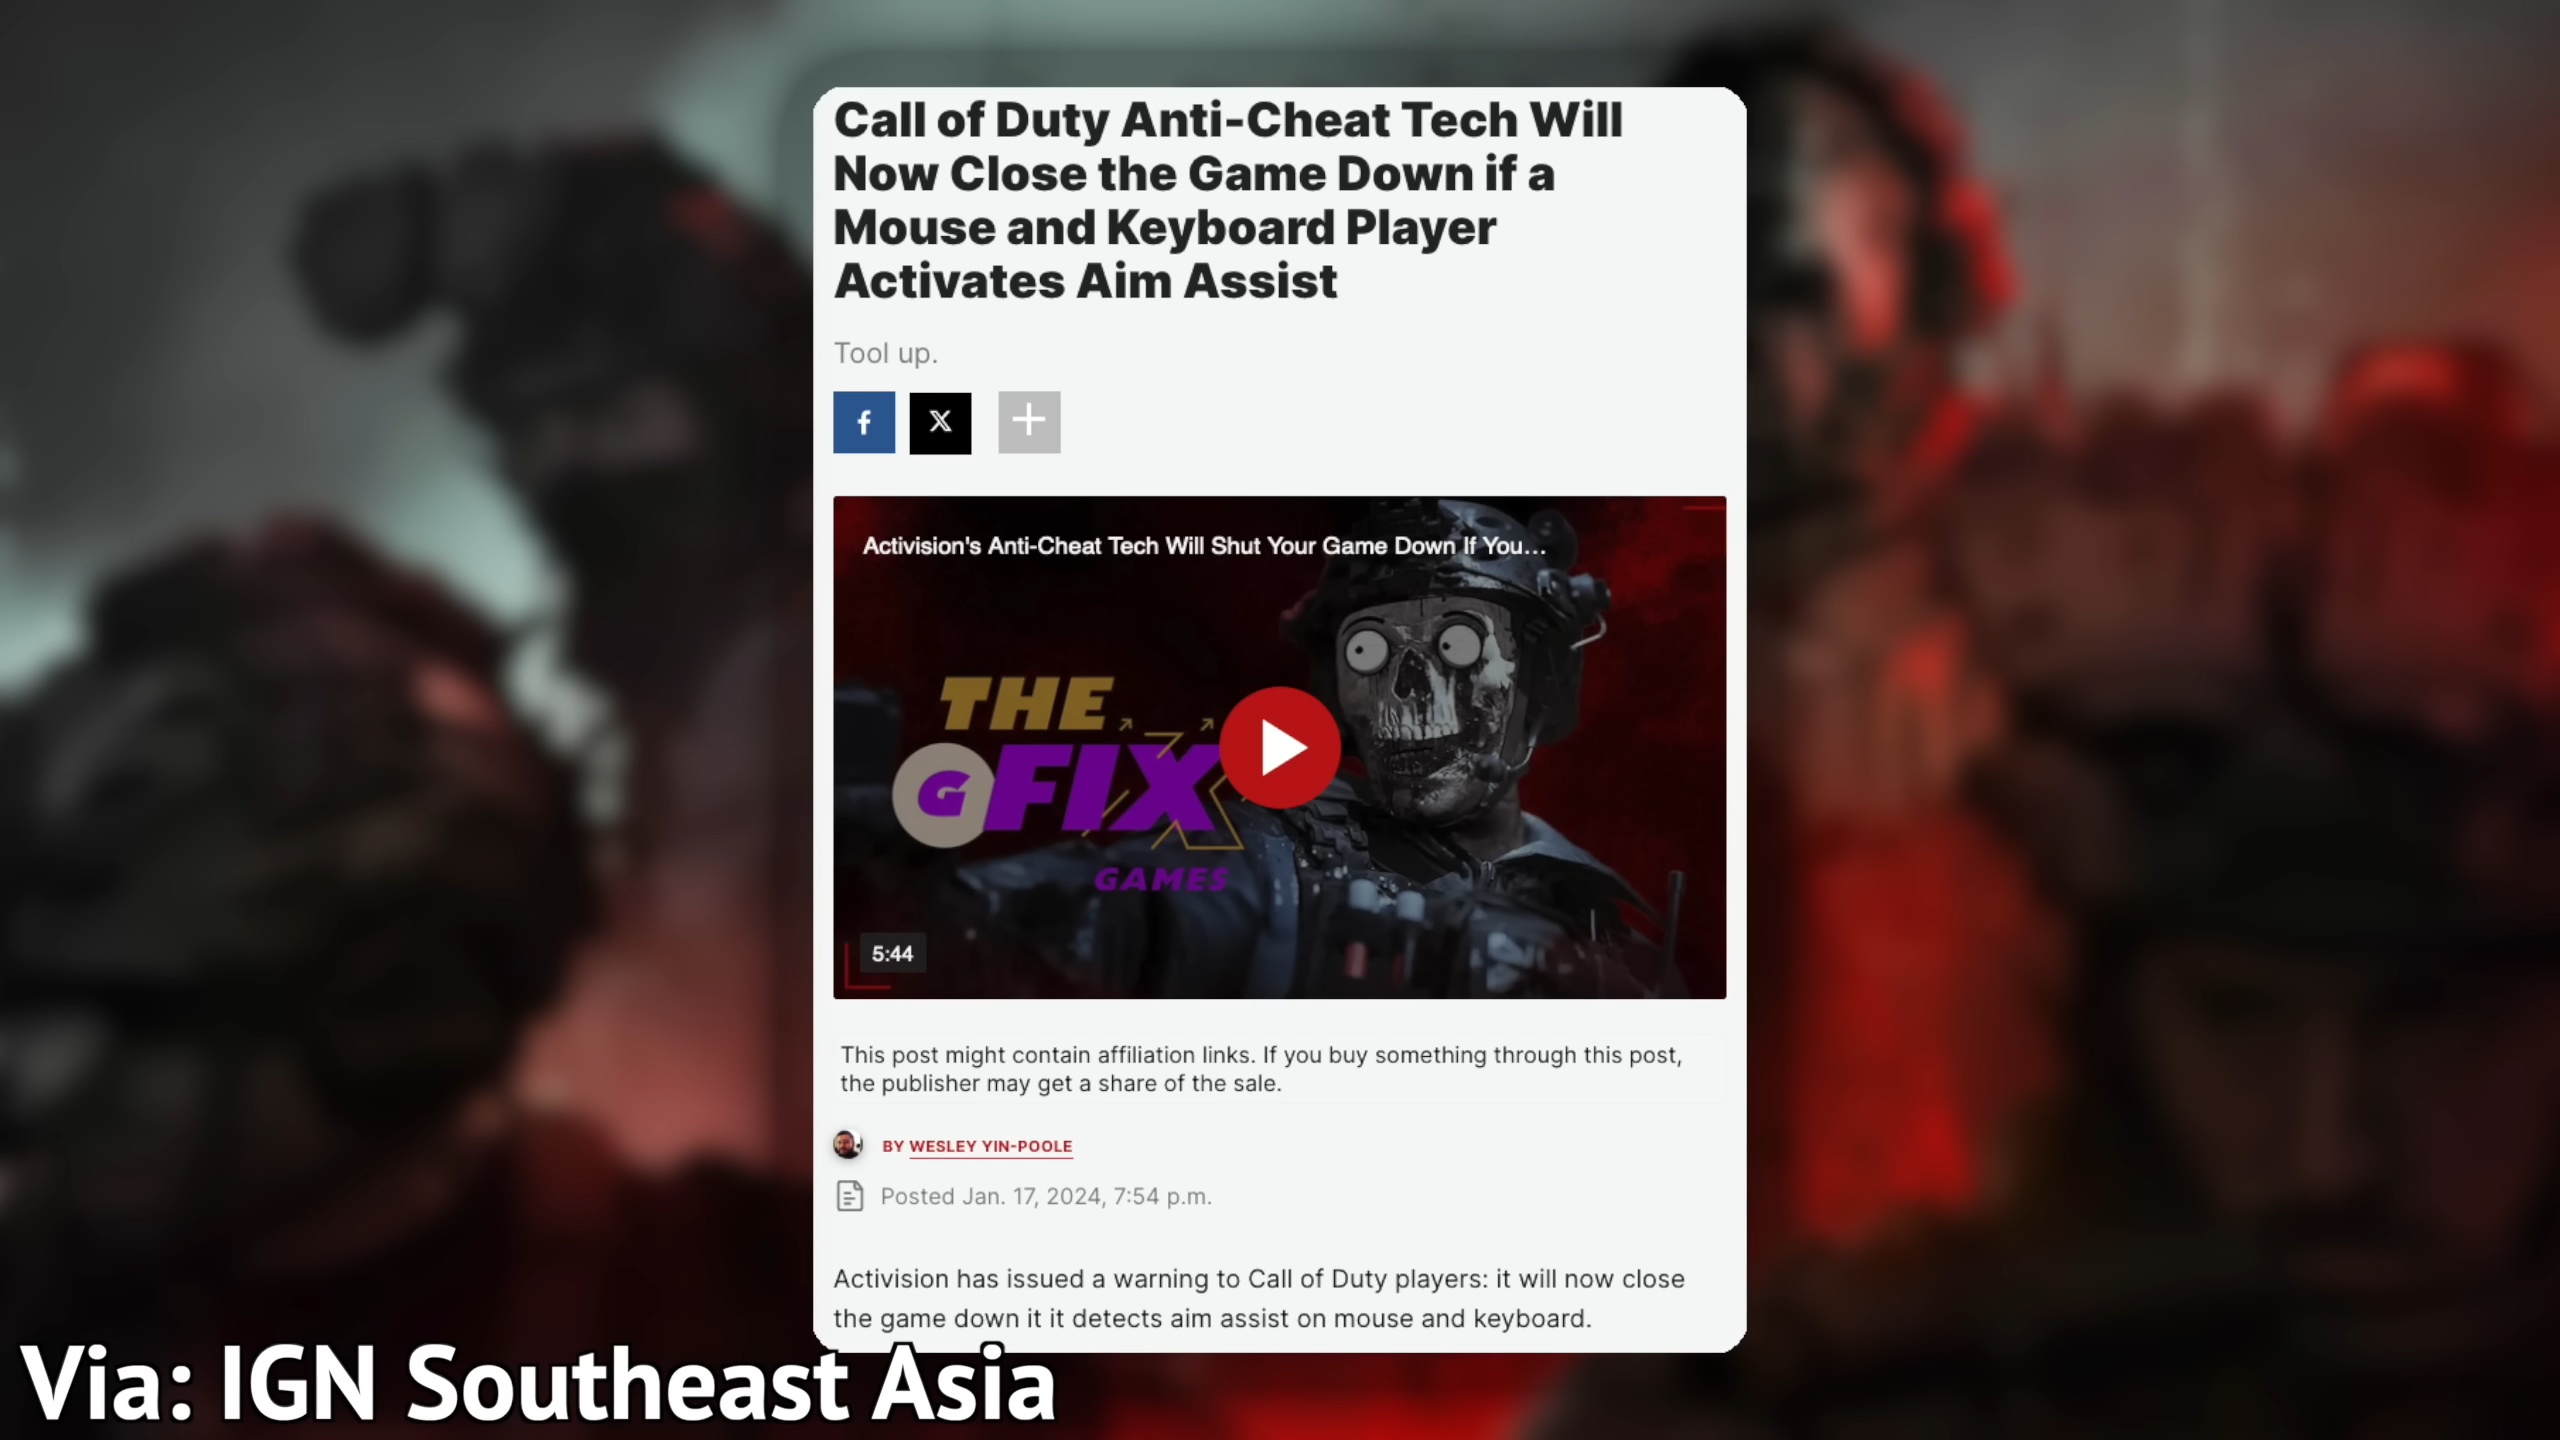 Call of Duty Anti-Cheat Tech Will
Now Close the Game Down if a
Mouse and Keyboard Player
Activates Aim Assist
Tool up.
f X +
Activision's Anti-Cheat Tech Will Shut Your Game Down If You...
THE
G FIX
GAMES
5:44
This post might contain affiliation links. If you buy something through this post,
the publisher may get a share of the sale.
BY WESLEY YIN-POOLE
Posted Jan. 17, 2024, 7:54 p.m.
Activision has issued a warning to Call of Duty players: it will now close
the game down it it detects aim assist on mouse and keyboard.
Via: IGN Southeast Asia